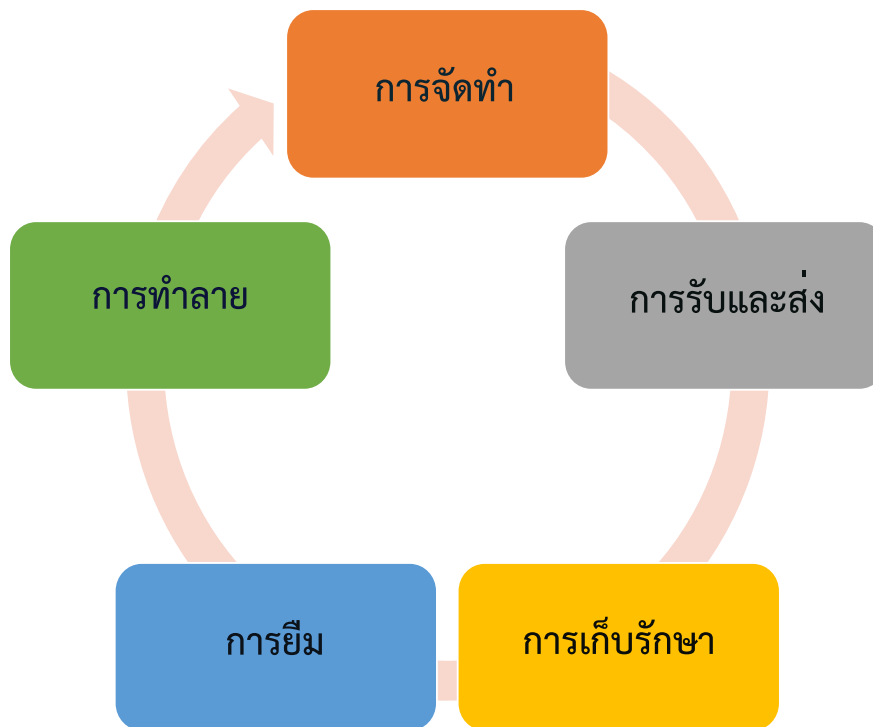 การจัดทำ
การรับและส่ง
การเก็บรักษา
การยืม
การทำลาย